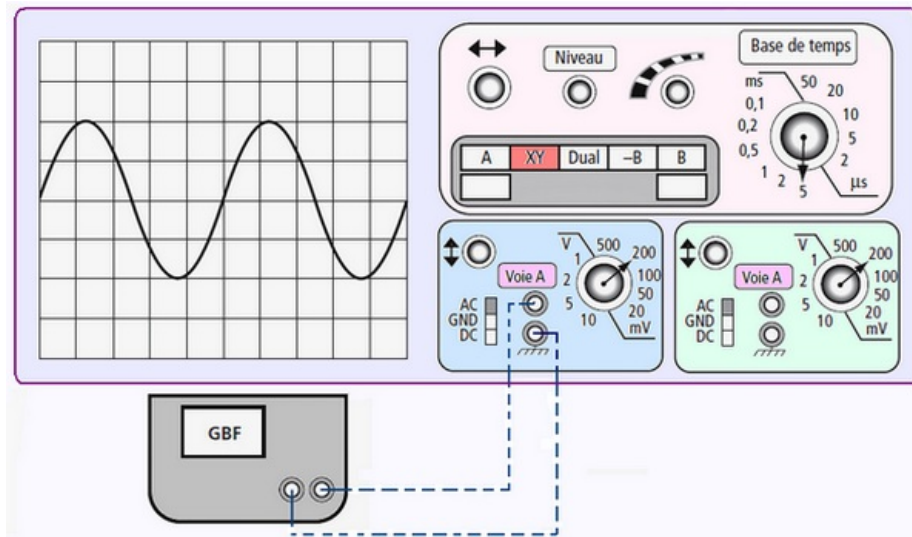 Niveau
Base de temps
ms
50
20
0,1
10
0,2
5
0,5
2
1
2
5
µs
A XY Dual –B B
V
500
200
1
Voie A
2
100
50
5
20
10
mV
AC
GND
DC
V
500
200
1
Voie A
2
100
50
5
20
10
mV
AC
GND
DC
GBF